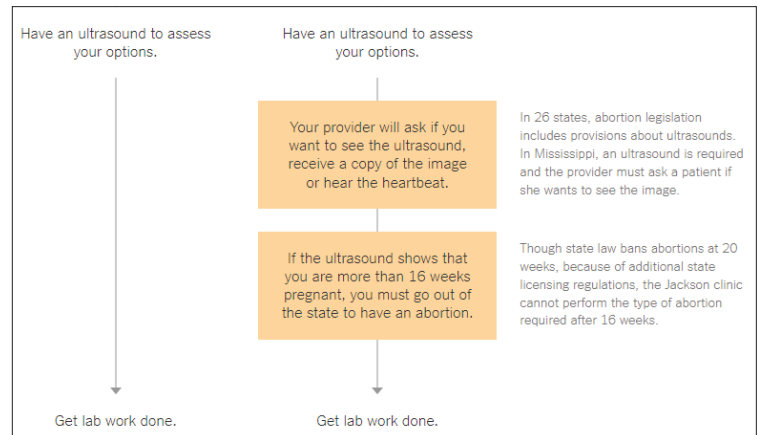 Have an ultrasound to assess
your options.
Have an ultrasound to assess
your options.
Your provider will ask if you
want to see the ultrasound,
receive a copy of the image
or hear the heartbeat.
In 26 states, abortion legislation
includes provisions about ultrasounds.
In Mississippi, an ultrasound is required
and the provider must ask a patient if
she wants to see the image.
If the ultrasound shows that
you are more than 16 weeks
pregnant, you must go out of
the state to have an abortion.
Though state law bans abortions at 20
weeks, because of additional state
licensing regulations, the Jackson clinic
cannot perform the type of abortion
required after 16 weeks.
Get lab work done.
Get lab work done.